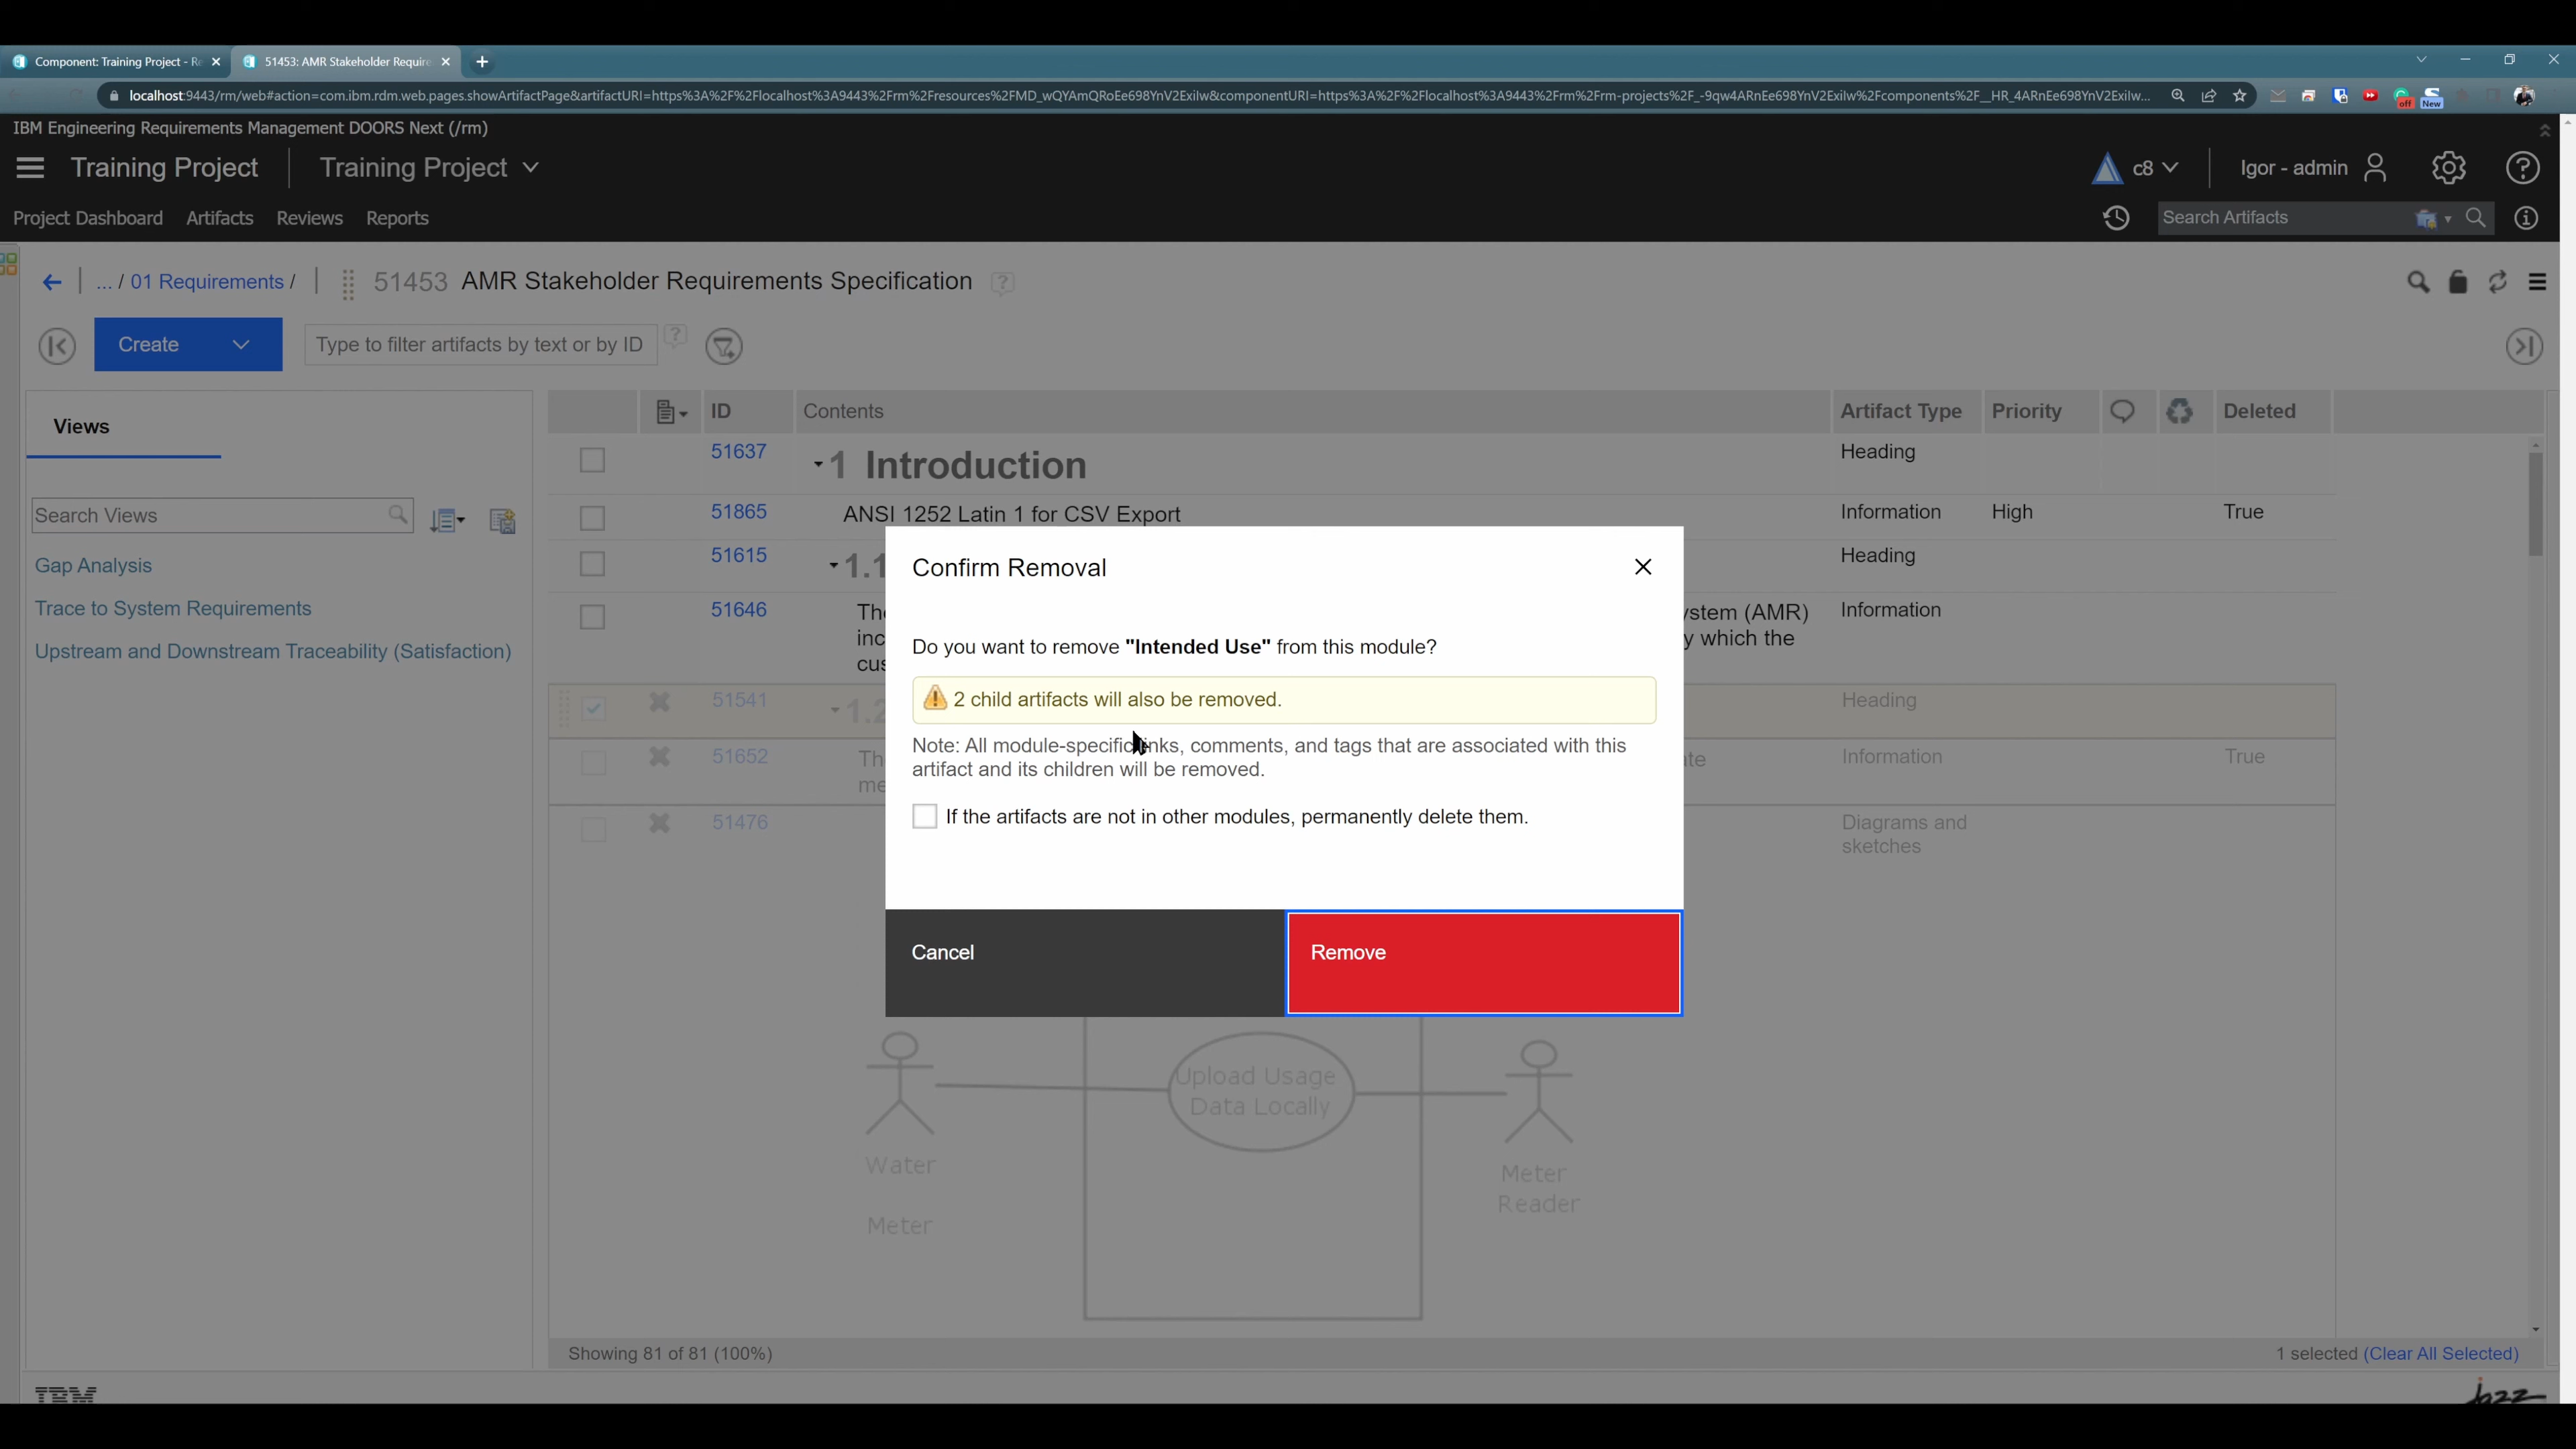 Component: Training Project - Re
51453: AMR Stakeholder Require
localhost:9443/rm/web#action=com.ibm.rdm.web.pages.showArtifactPage&artifactURI=https%3A%2F%2Flocalhost%3A9443%2Frm%2Fresources%2FMD_wQYAmQRoEe698YnV2Exilw&componentURI=https%3A%2F%2Flocalhost%3A9443%2Frm%2Frm-projects%2F_-9qw4ARnEe698YnV2Exilw%2Fcomponents%2F__HR_4ARnEe698YnV2Exilw...
off
New
IBM Engineering Requirements Management DOORS Next (/rm)
Training Project
Training Project
c8
Igor - admin
Project Dashboard
Artifacts
Reviews
Reports
Search Artifacts
... / 01 Requirements /
51453 AMR Stakeholder Requirements Specification
Create
Type to filter artifacts by text or by ID
Views
Search Views
Gap Analysis
Trace to System Requirements
Upstream and Downstream Traceability (Satisfaction)
ID
Contents
Artifact Type
Priority
Deleted
51637
1 Introduction
Heading
51865
ANSI 1252 Latin 1 for CSV Export
Information
High
True
51615
1.1
Heading
51646
ystem (AMR)
Information
inc
y which the
cus
51541
1.2
Heading
51652
Information
True
me
51476
Diagrams and
sketches
Confirm Removal
Do you want to remove "Intended Use" from this module?
2 child artifacts will also be removed.
Note: All module-specific links, comments, and tags that are associated with this
artifact and its children will be removed.
If the artifacts are not in other modules, permanently delete them.
Cancel
Remove
Upload Usage
Data Locally
Water
Meter
Meter
Reader
Showing 81 of 81 (100%)
1 selected (Clear All Selected)
IBM
jazz